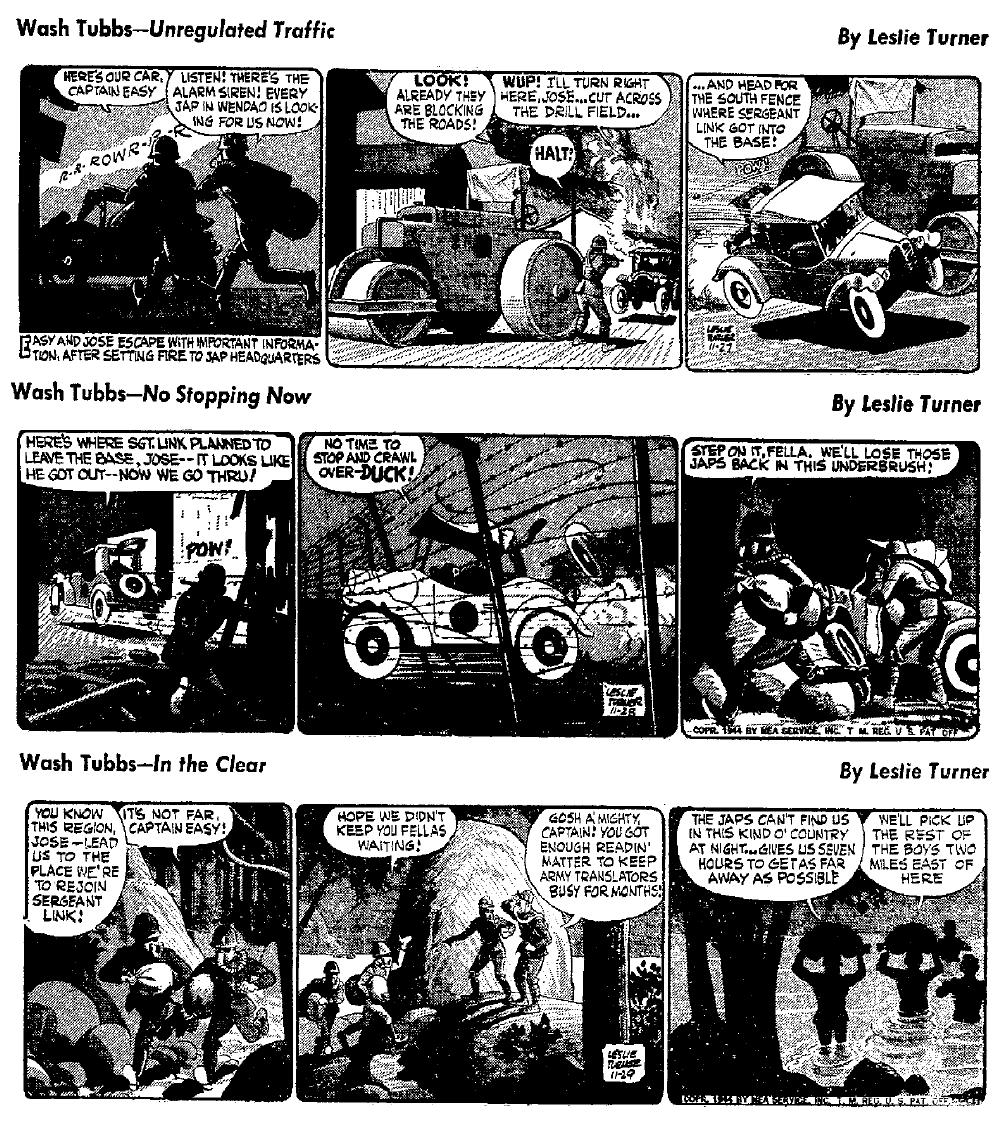 Wash Tubbs—Unregulated Traffic
By Leslie Turner
HERE'S OUR CAR,
CAPTAIN EASY
LISTEN! THERE'S THE
ALARM SIREN! EVERY
JAP IN WENDAO IS LOOK-
ING FOR US NOW!
R-R-ROWR-R-R-R
EASY AND JOSE ESCAPE WITH IMPORTANT INFORMA-
TION, AFTER SETTING FIRE TO JAP HEADQUARTERS
LOOK!
ALREADY THEY
ARE BLOCKING
THE ROADS!
WUP! I'LL TURN RIGHT
HERE, JOSE...CUT ACROSS
THE DRILL FIELD...
HALT!
...AND HEAD FOR
THE SOUTH FENCE
WHERE SERGEANT
LINK GOT INTO
THE BASE!
LESLIE
TURNER
11-27
Wash Tubbs—No Stopping Now
By Leslie Turner
HERE'S WHERE SGT. LINK PLANNED TO
LEAVE THE BASE, JOSE-- IT LOOKS LIKE
HE GOT OUT--NOW WE GO THRU!
POW!
NO TIME TO
STOP AND CRAWL
OVER-DUCK!
LESLIE
TURNER
11-28
STEP ON IT, FELLA. WE'LL LOSE THOSE
JAPS BACK IN THIS UNDERBRUSH!
COPR. 1944 BY NEA SERVICE, INC. T. M. REG. U. S. PAT. OFF.
Wash Tubbs—In the Clear
By Leslie Turner
YOU KNOW
THIS REGION,
JOSE—LEAD
US TO THE
PLACE WE'RE
TO REJOIN
SERGEANT
LINK!
IT'S NOT FAR,
CAPTAIN EASY!
HOPE WE DIDN'T
KEEP YOU FELLAS
WAITING!
GOSH A'MIGHTY,
CAPTAIN! YOU GOT
ENOUGH READIN'
MATTER TO KEEP
ARMY TRANSLATORS
BUSY FOR MONTHS!
LESLIE
TURNER
11-29
THE JAPS CAN'T FIND US
IN THIS KIND O' COUNTRY
AT NIGHT...GIVES US SEVEN
HOURS TO GET AS FAR
AWAY AS POSSIBLE
WE'LL PICK UP
THE REST OF
THE BOYS TWO
MILES EAST OF
HERE
COPR. 1944 BY NEA SERVICE, INC. T. M. REG. U. S. PAT. OFF.